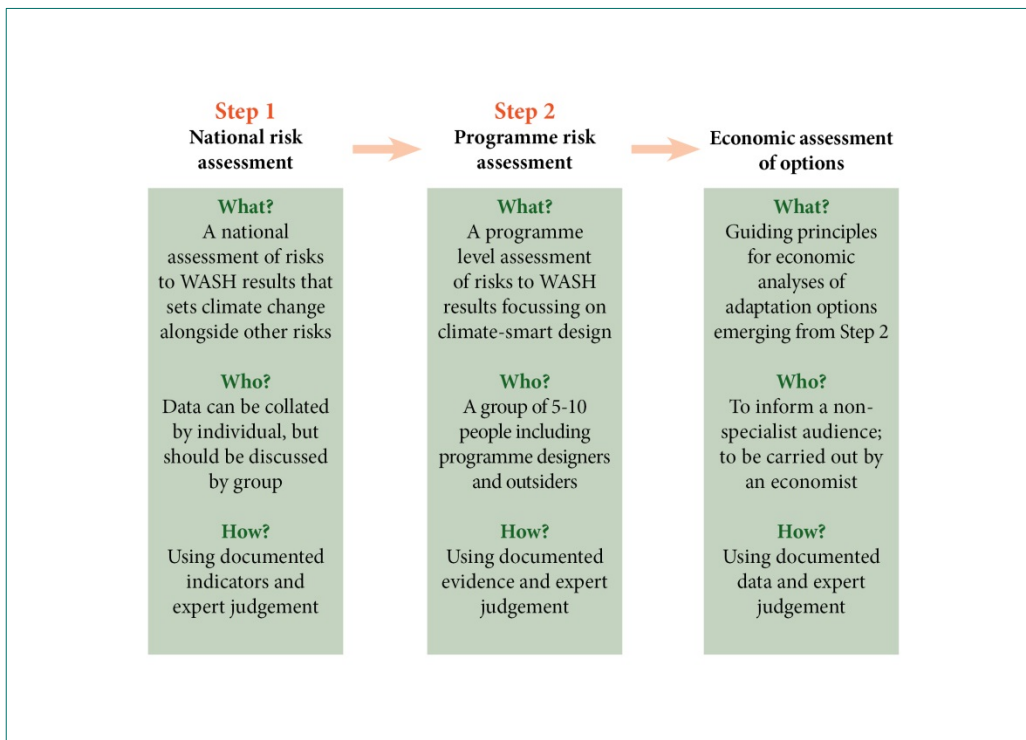 Step 1
National risk
assessment
What?
A national
assessment of risks
to WASH results that
sets climate change
alongside other risks
Who?
Data can be collated
by individual, but
should be discussed
by group
How?
Using documented
indicators and
expert judgement
Step 2
Programme risk
assessment
What?
A programme
level assessment
of risks to WASH
results focussing on
climate-smart design
Who?
A group of 5-10
people including
programme designers
and outsiders
How?
Using documented
evidence and expert
judgement
Economic assessment
of options
What?
Guiding principles
for economic
analyses of
adaptation options
emerging from Step 2
Who?
To inform a non-
specialist audience;
to be carried out by
an economist
How?
Using documented
data and expert
judgement